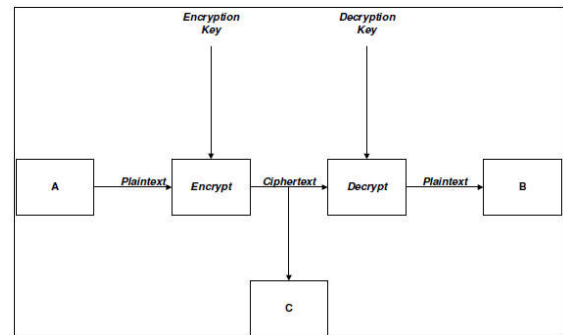 Encryption
Key
Decryption
Key
A
Plaintext
Encrypt
Ciphertext
Decrypt
Plaintext
B
C